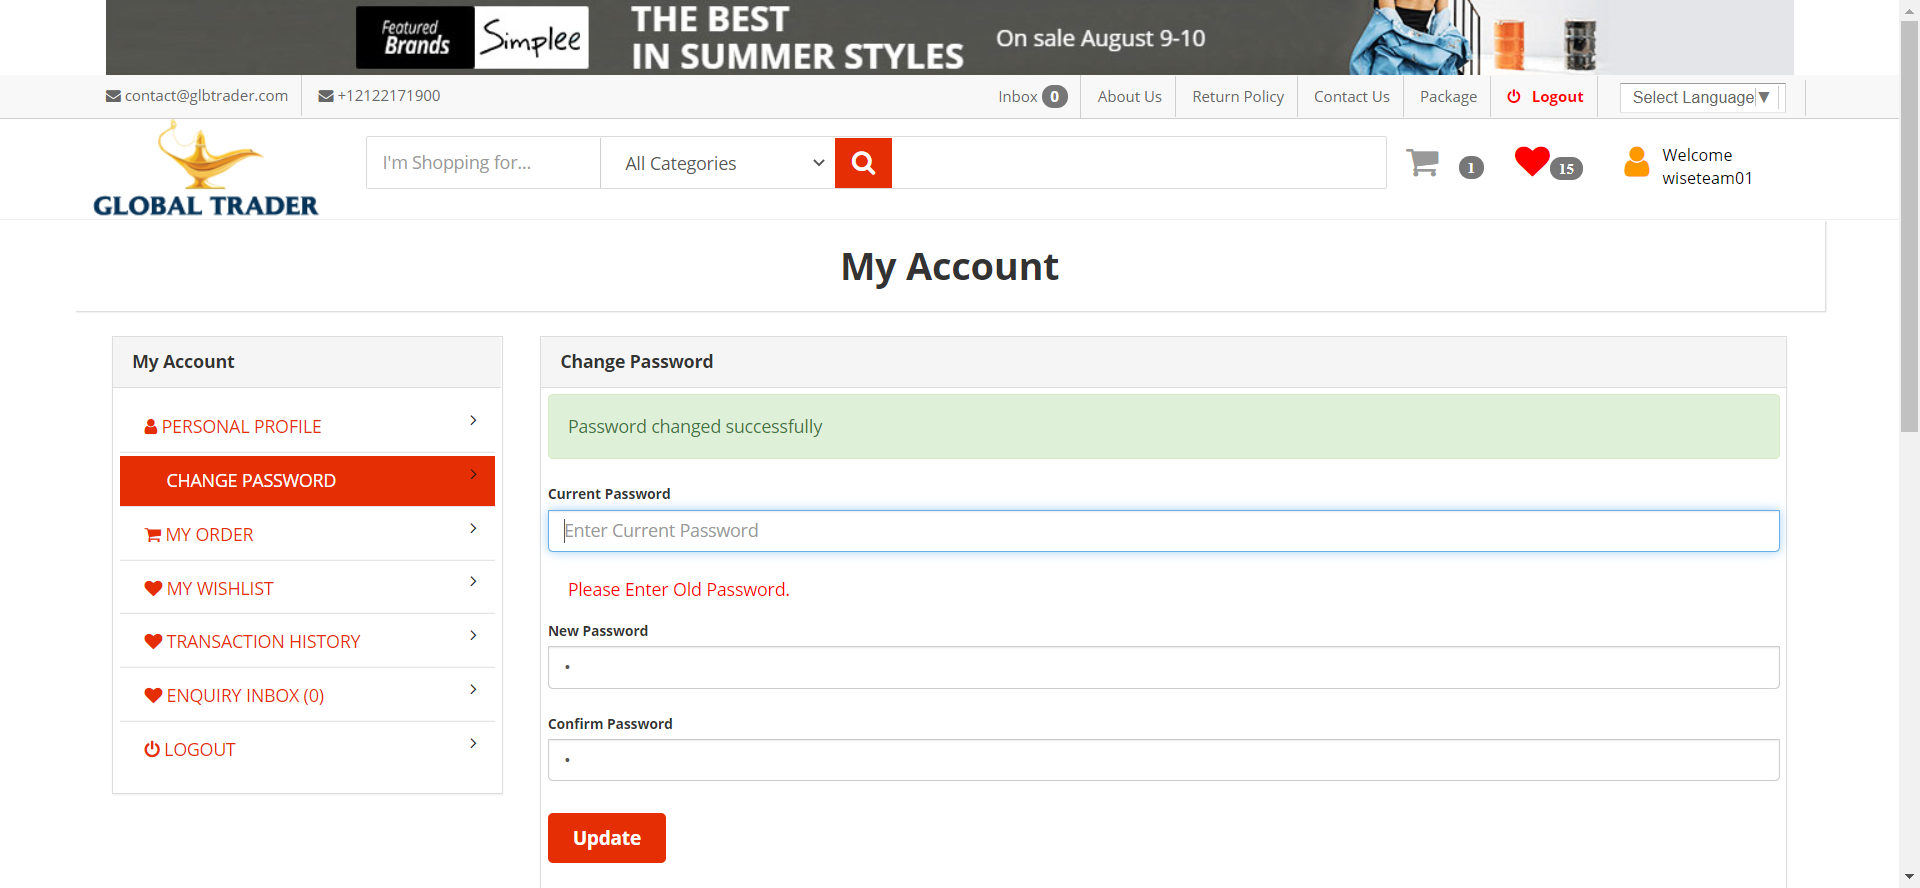 Featured
Brands
Simplee
THE BEST
IN SUMMER STYLES
On sale August 9-10
contact@glbtrader.com
+12122171900
Inbox 0
About Us
Return Policy
Contact Us
Package
Logout
Select Language ▼
GLOBAL TRADER
I'm Shopping for...
All Categories
1
15
Welcome
wiseteam01
My Account
My Account
PERSONAL PROFILE
CHANGE PASSWORD
MY ORDER
MY WISHLIST
TRANSACTION HISTORY
ENQUIRY INBOX (0)
LOGOUT
Change Password
Password changed successfully
Current Password
Enter Current Password
Please Enter Old Password.
New Password
•
Confirm Password
•
Update